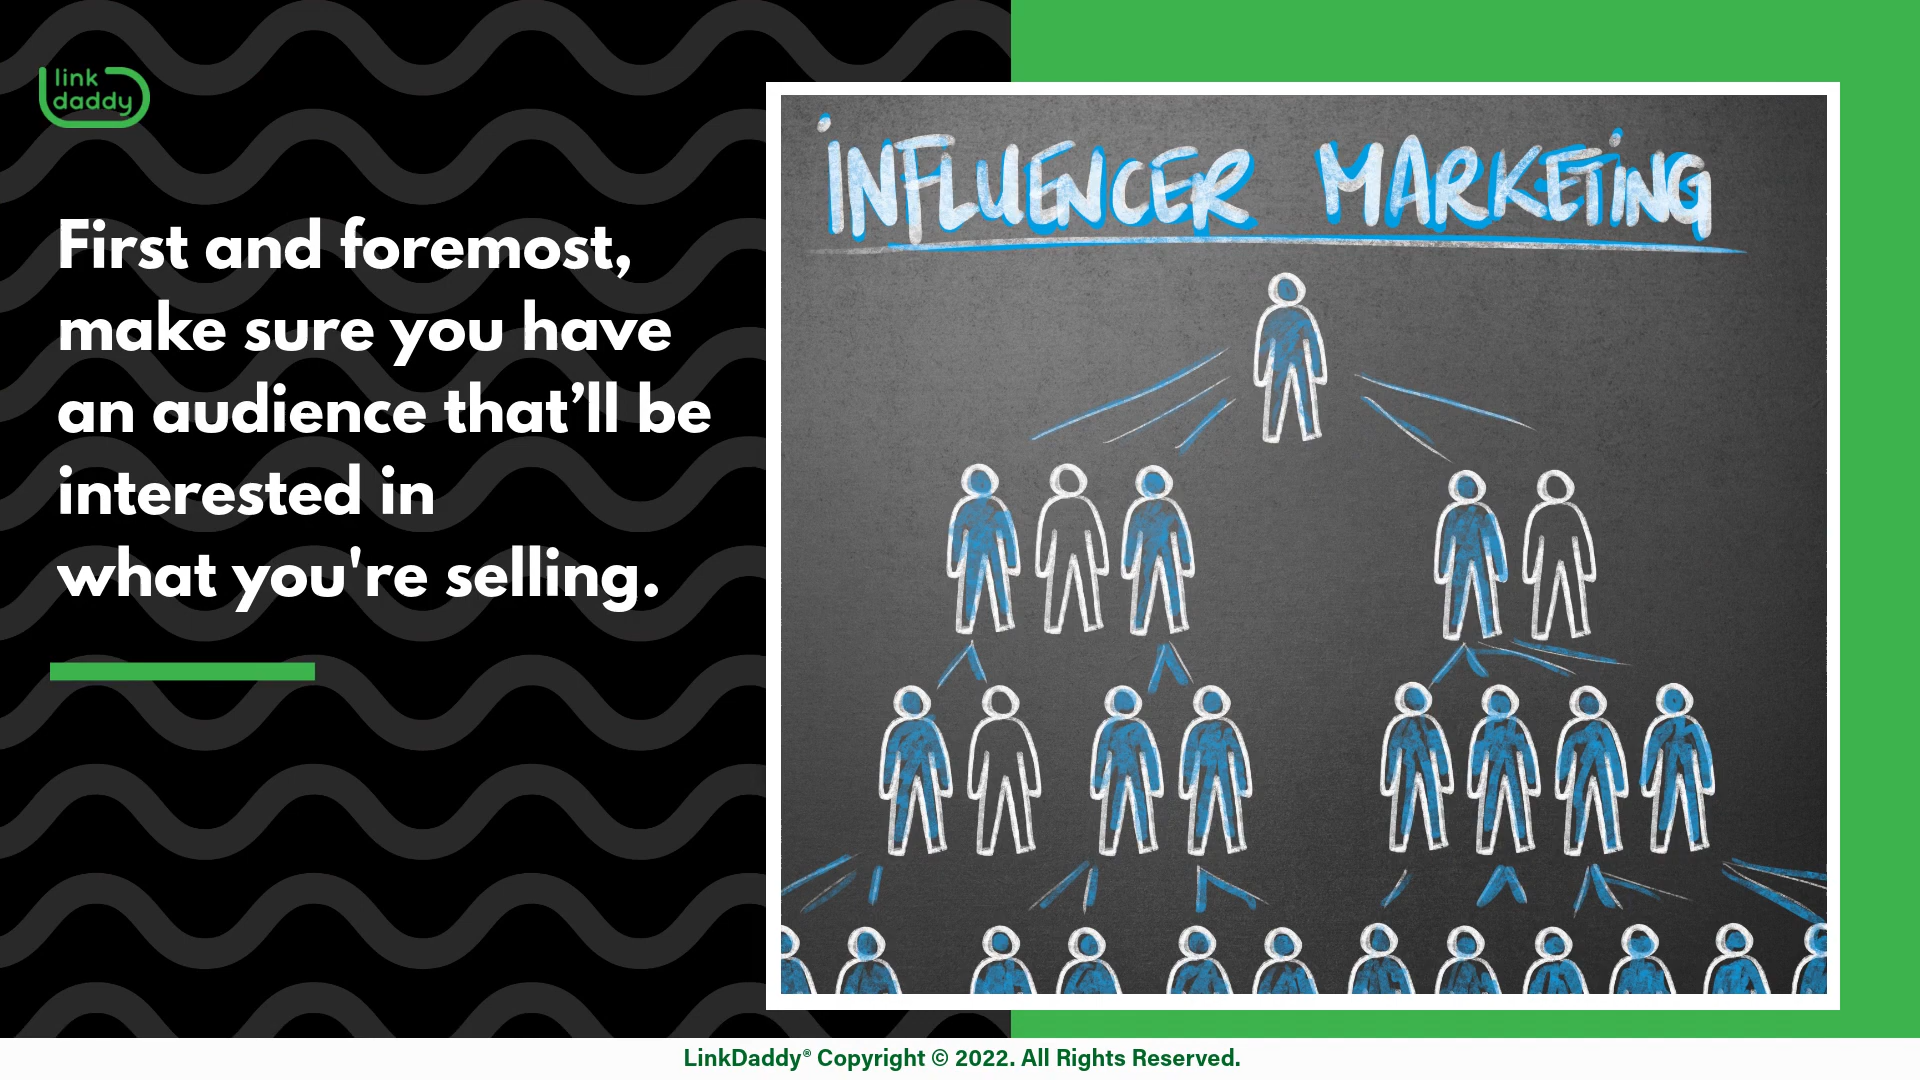 link
daddy
First and foremost,
make sure you have
an audience that’ll be
interested in
what you're selling.
INFLUENCER MARKETING
LinkDaddy® Copyright © 2022. All Rights Reserved.